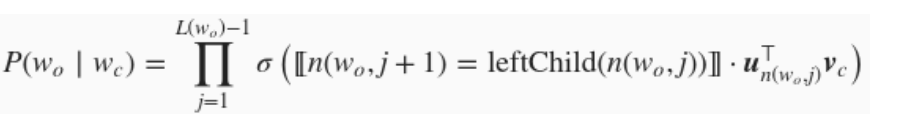 P(w_o | w_c) = ∏_{j=1}^{L(w_o)−1} σ ( ⟦n(w_o, j + 1) = leftChild(n(w_o, j))⟧ · u_{n(w_o,j)}^⊤ v_c )